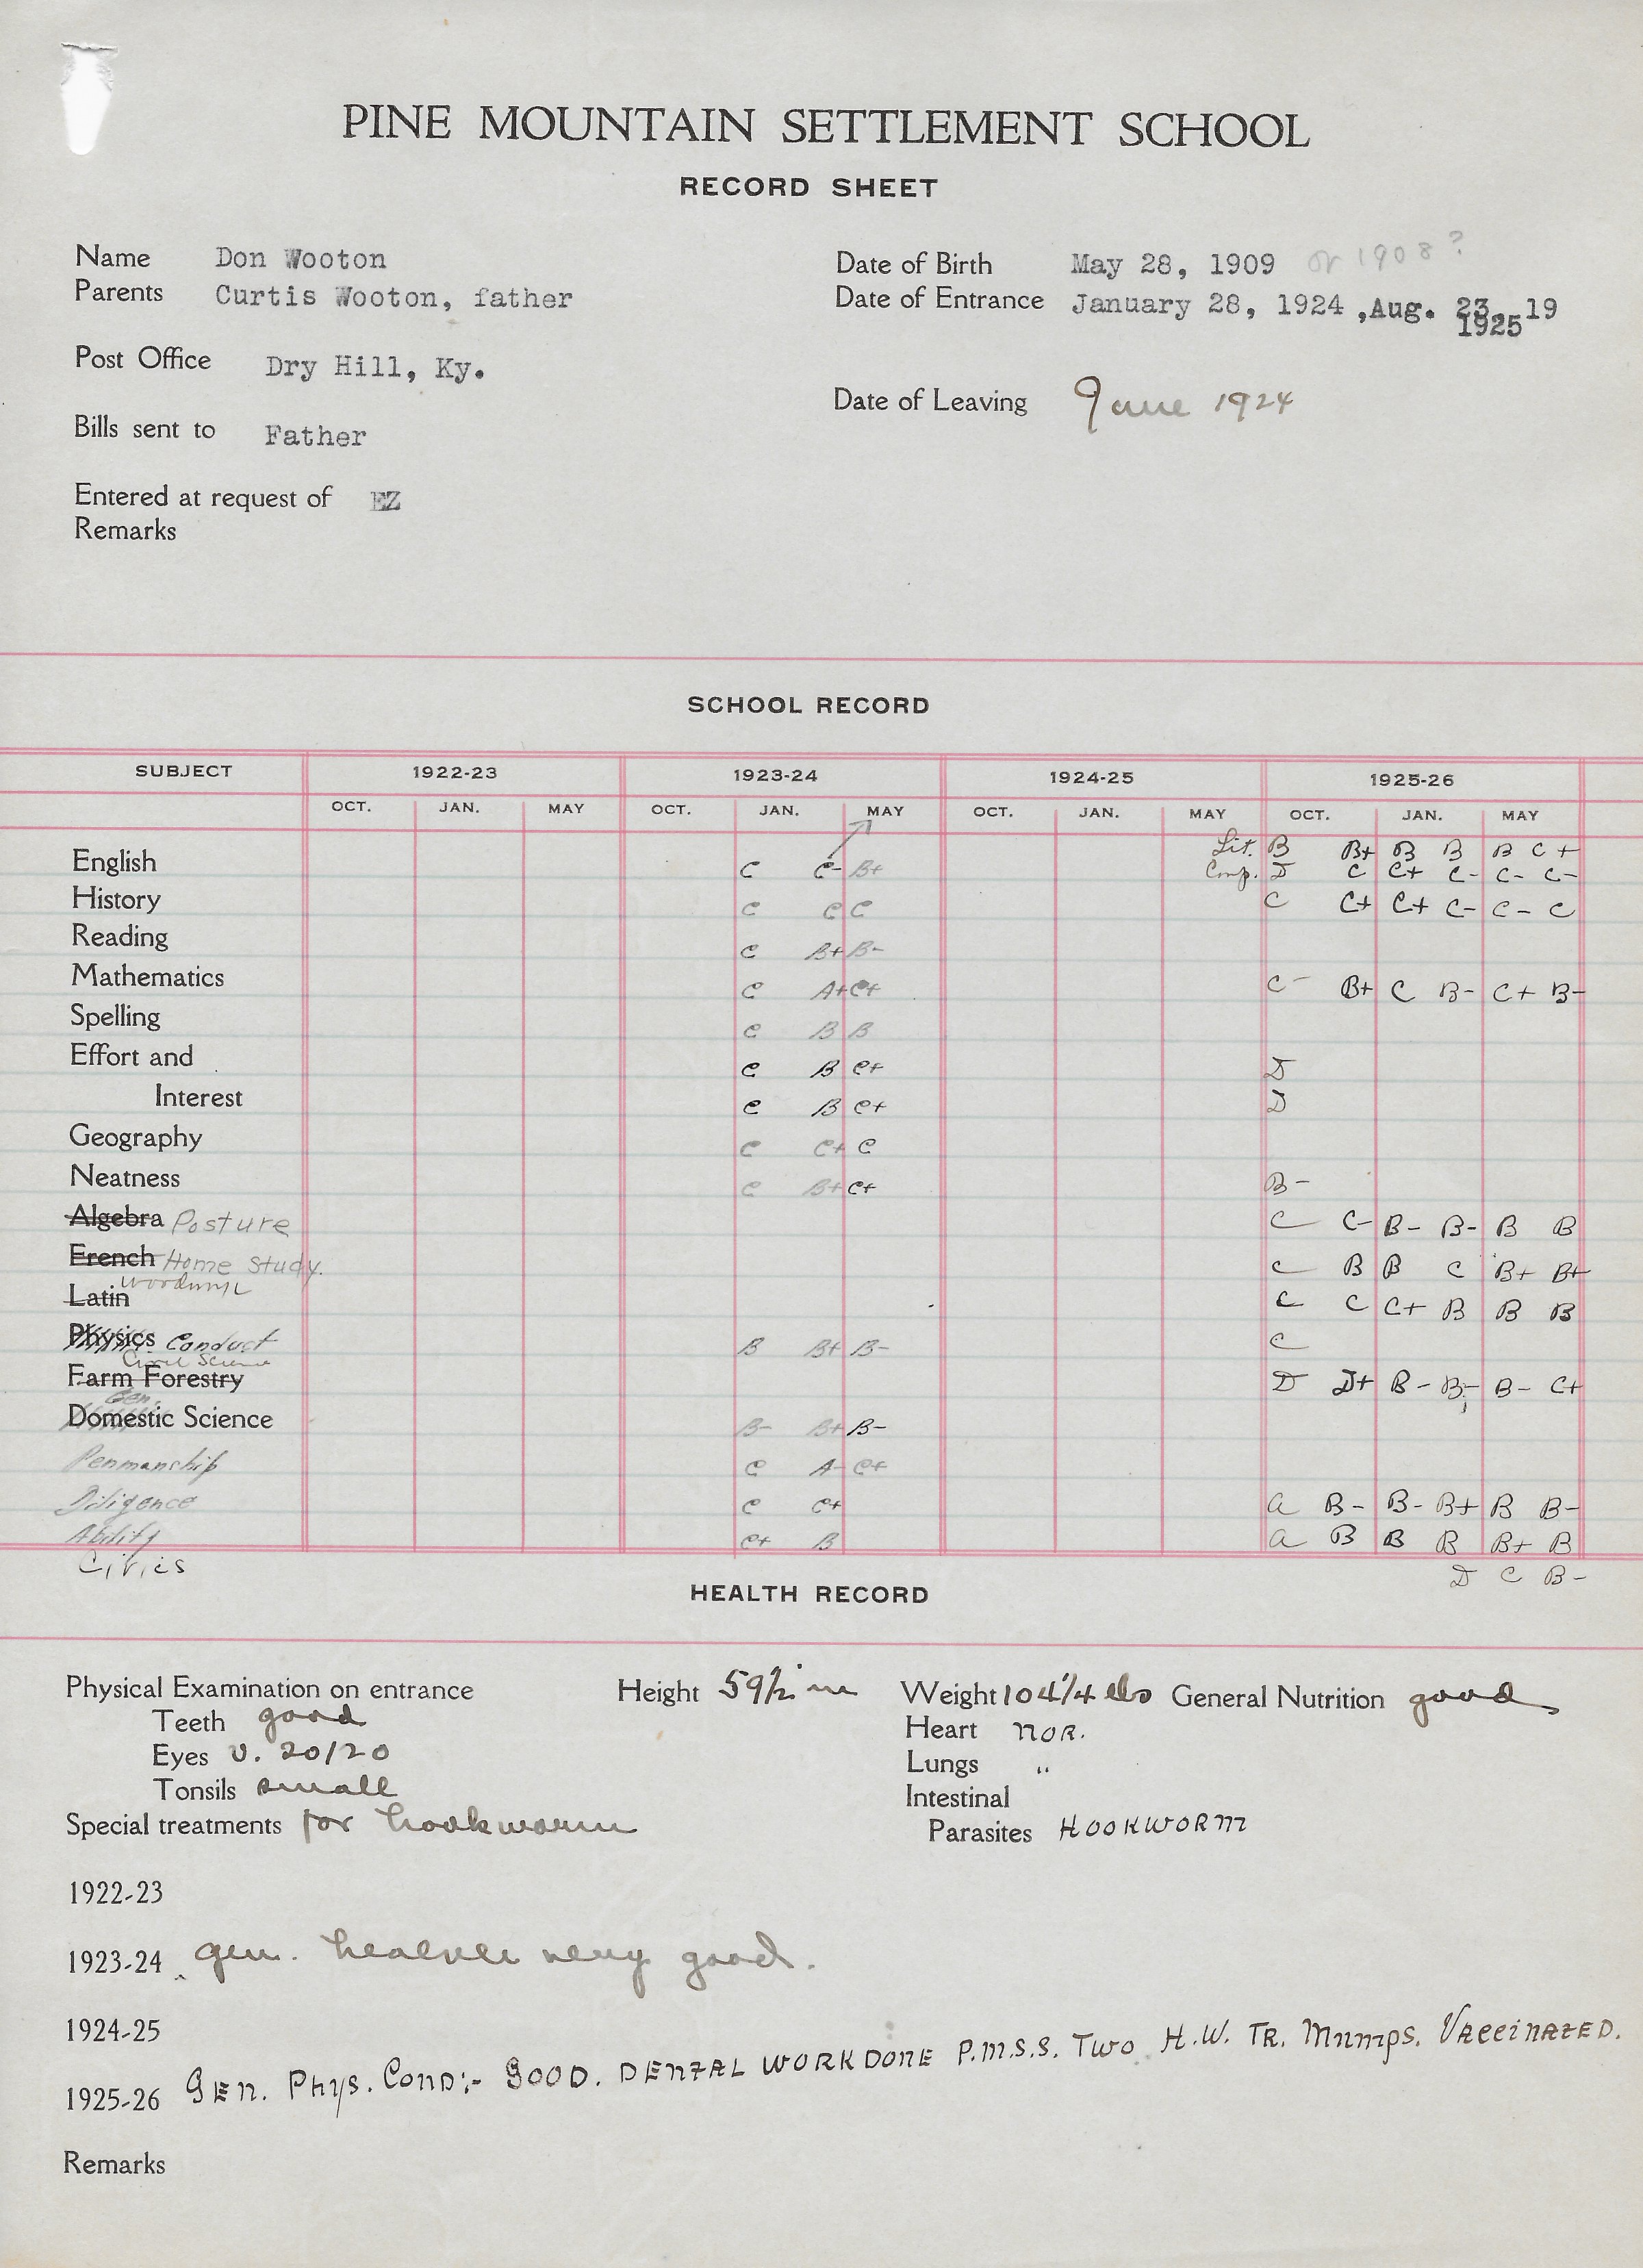 PINE MOUNTAIN SETTLEMENT SCHOOL
RECORD SHEET
Name Don Wooton
Date of Birth May 28, 1909 or 1908?
Parents Curtis Wooton, father
Date of Entrance January 28, 1924 ,Aug. 23, 19
1925
Post Office Dry Hill, Ky.
Date of Leaving June 1924
Bills sent to Father
Entered at request of EZ
Remarks
SCHOOL RECORD
SUBJECT 1922-23 1923-24 1924-25 1925-26
OCT. JAN. MAY OCT. JAN. MAY OCT. JAN. MAY OCT. JAN. MAY
Lit. B B+ B B B C+
English C C- B+
Comp. D C C+ C- C- C-
History C C C C C+ C+ C- C- C
Reading C B+ B-
Mathematics C A+ C+ C- B+ C B- C+ B-
Spelling C B B
Effort and C B C+ D
Interest C B C+ D
Geography C C+ C
Neatness C B+ C+ B-
Algebra Posture C C- B- B- B B
French Home Study. C B B C B+ B+
Latin C C C+ B B B
Physics Conduct B B+ B- C
Science
Farm Forestry D D+ B- B- B- C+
Gen.
Domestic Science B- B+ B-
Penmanship C A- C+
Diligence C C+ a B- B- B+ B B-
Ability C+ B a B B B B+ B
Civics D C B-
HEALTH RECORD
Physical Examination on entrance Height 59½ in Weight 104¼ lbs General Nutrition good
Teeth good
Heart NOR.
Eyes V. 20/20
Lungs "
Tonsils small
Intestinal
Special treatments for hookworm
Parasites HOOKWORM
1922-23
1923-24 gen. health very good.
1924-25
1925-26 GEN. PHYS. COND:- GOOD. DENTAL WORK DONE P.M.S.S. TWO H.W. TR. MUMPS. VACCINATED.
Remarks